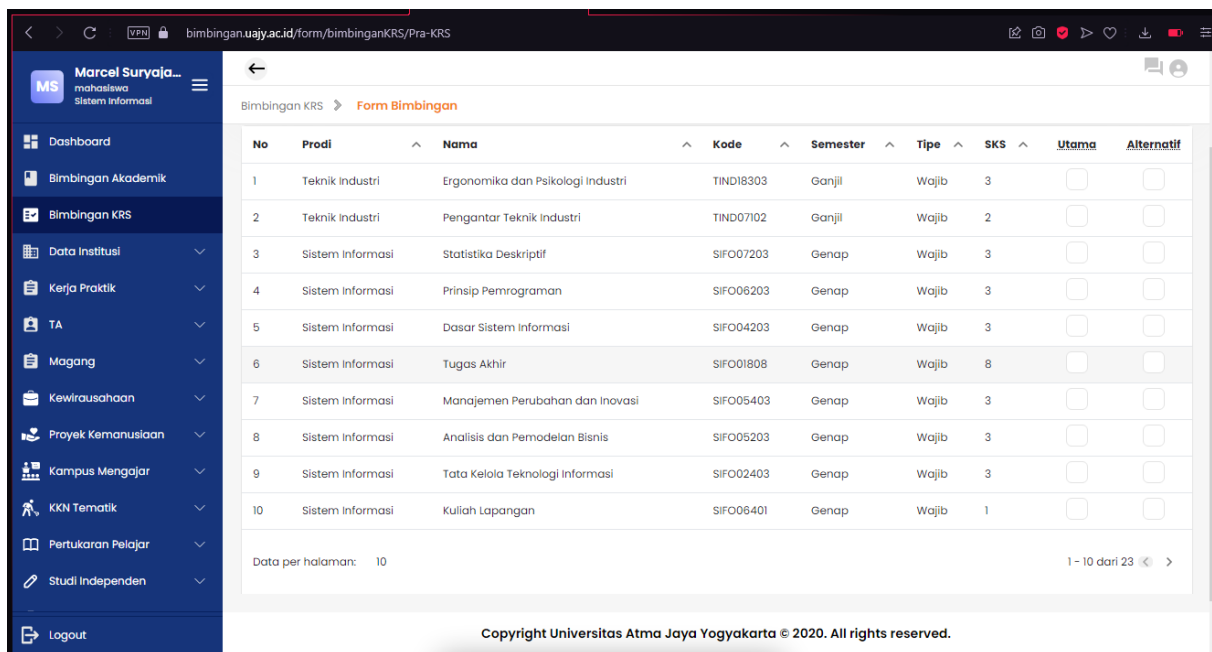 VPN bimbingan.uajy.ac.id/form/bimbinganKRS/Pra-KRS
MS
Marcel Suryaja...
mahasiswa
Sistem Informasi
Dashboard
Bimbingan Akademik
Bimbingan KRS
Data Institusi
Kerja Praktik
TA
Magang
Kewirausahaan
Proyek Kemanusiaan
Kampus Mengajar
KKN Tematik
Pertukaran Pelajar
Studi Independen
Logout
Bimbingan KRS Form Bimbingan
No Prodi Nama Kode Semester Tipe SKS Utama Alternatif
1 Teknik Industri Ergonomika dan Psikologi Industri TIND18303 Ganjil Wajib 3
2 Teknik Industri Pengantar Teknik Industri TIND07102 Ganjil Wajib 2
3 Sistem Informasi Statistika Deskriptif SIFO07203 Genap Wajib 3
4 Sistem Informasi Prinsip Pemrograman SIFO06203 Genap Wajib 3
5 Sistem Informasi Dasar Sistem Informasi SIFO04203 Genap Wajib 3
6 Sistem Informasi Tugas Akhir SIFO01808 Genap Wajib 8
7 Sistem Informasi Manajemen Perubahan dan Inovasi SIFO05403 Genap Wajib 3
8 Sistem Informasi Analisis dan Pemodelan Bisnis SIFO05203 Genap Wajib 3
9 Sistem Informasi Tata Kelola Teknologi Informasi SIFO02403 Genap Wajib 3
10 Sistem Informasi Kuliah Lapangan SIFO06401 Genap Wajib 1
Data per halaman: 10 1 - 10 dari 23
Copyright Universitas Atma Jaya Yogyakarta © 2020. All rights reserved.